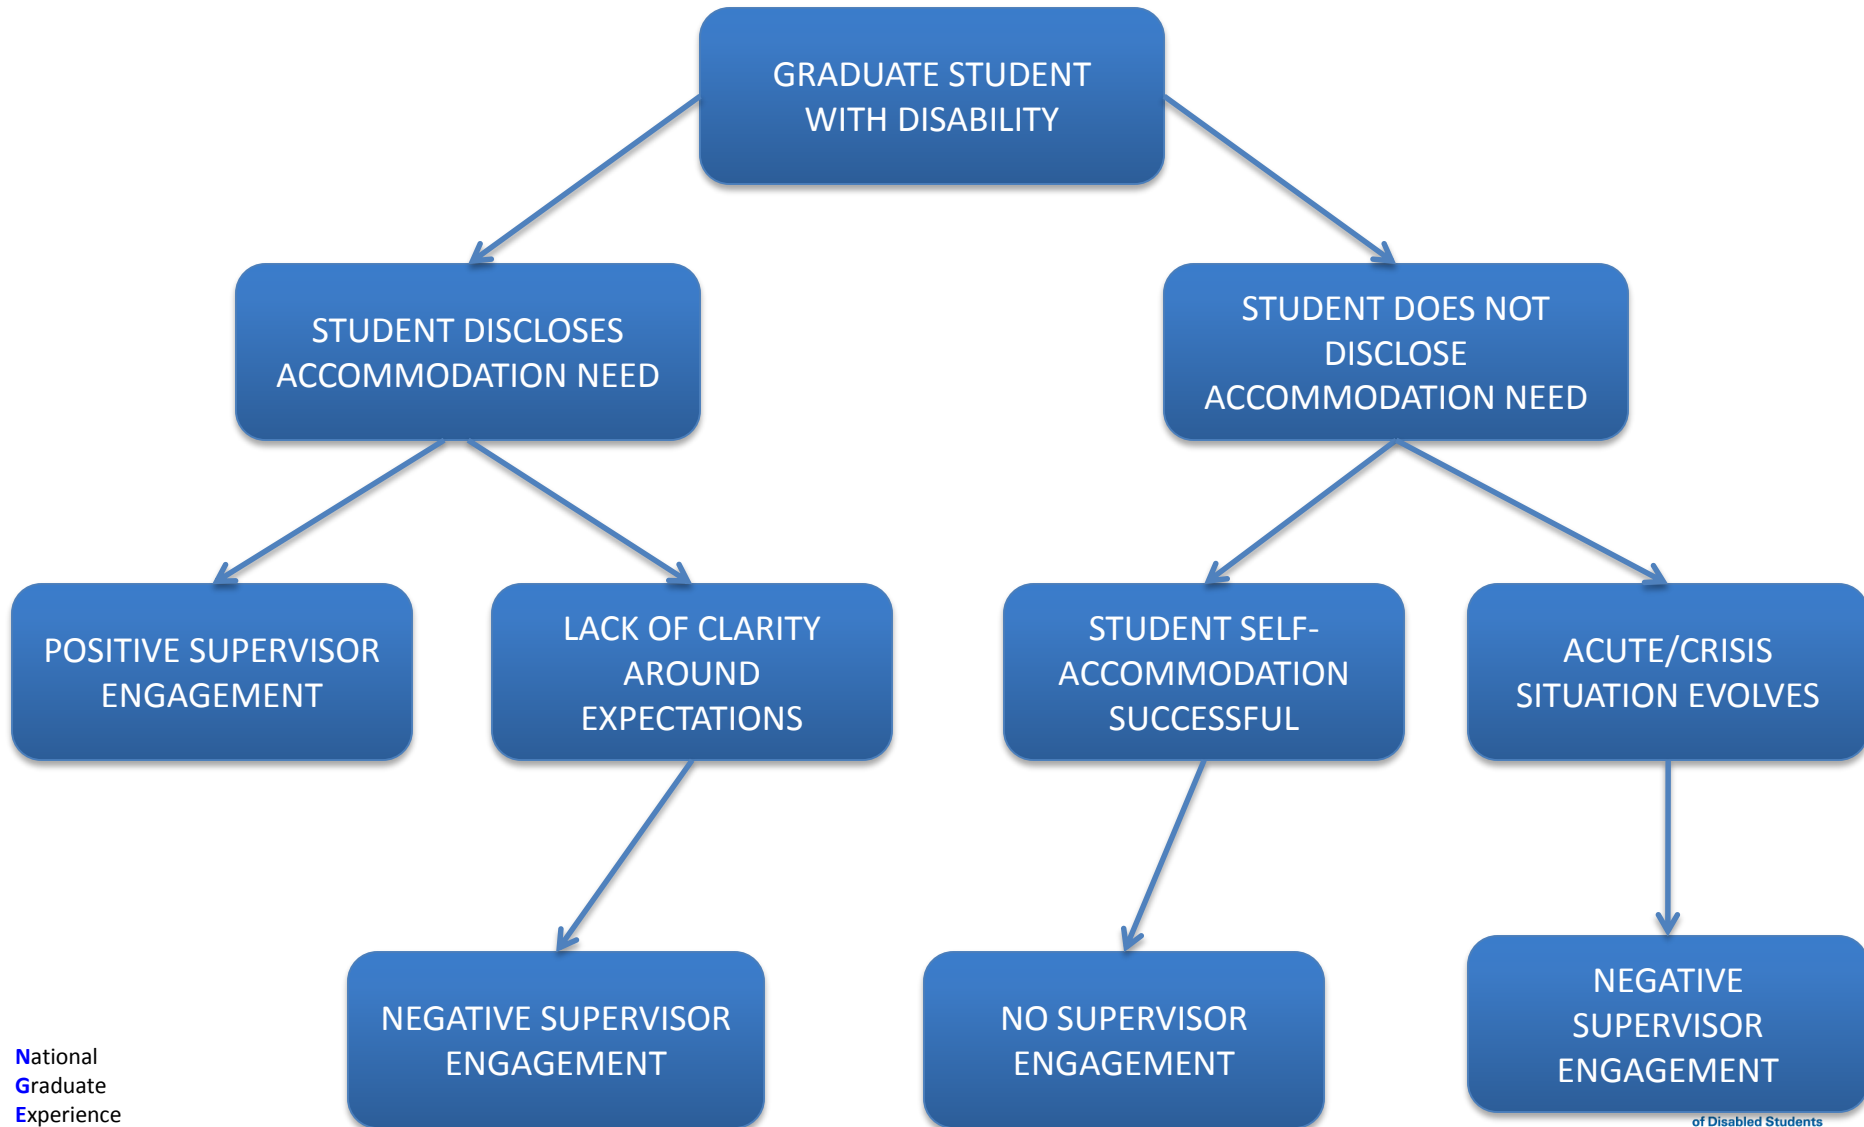 GRADUATE STUDENT
WITH DISABILITY
STUDENT DISCLOSES
ACCOMMODATION NEED
STUDENT DOES NOT
DISCLOSE
ACCOMMODATION NEED
POSITIVE SUPERVISOR
ENGAGEMENT
LACK OF CLARITY
AROUND
EXPECTATIONS
STUDENT SELF-
ACCOMMODATION
SUCCESSFUL
ACUTE/CRISIS
SITUATION EVOLVES
NEGATIVE SUPERVISOR
ENGAGEMENT
NO SUPERVISOR
ENGAGEMENT
NEGATIVE
SUPERVISOR
ENGAGEMENT
National
Graduate
Experience
of Disabled Students